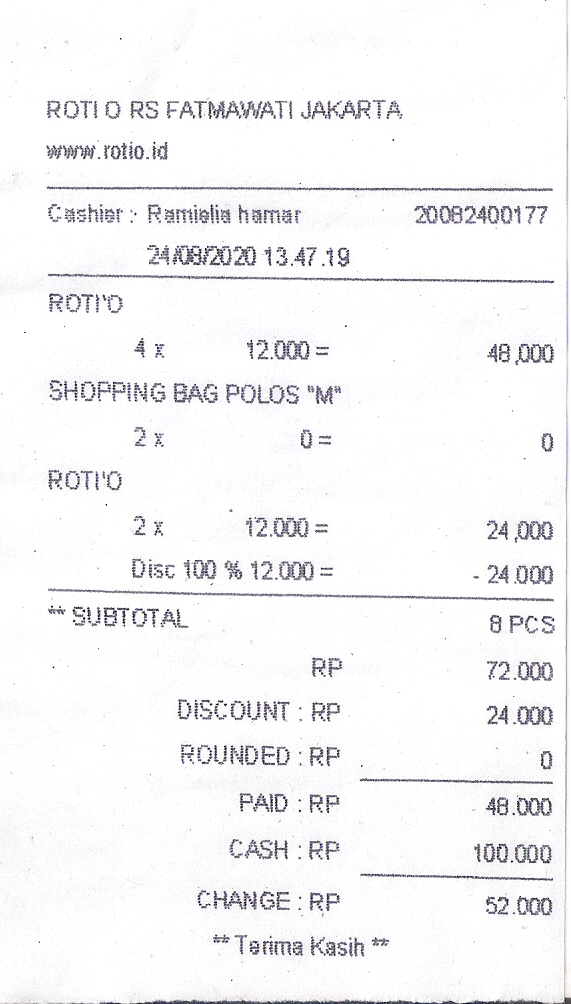 ROTI O RS FATMAWATI JAKARTA
www.rotio.id
Cashier : Ramielia hamar 20082400177
24/08/2020 13.47.19
ROTI'O
4 x 12.000 = 48,000
SHOPPING BAG POLOS "M"
2 x 0 = 0
ROTI'O
2 x 12.000 = 24,000
Disc 100 % 12.000 = - 24.000
** SUBTOTAL 8 PCS
RP 72.000
DISCOUNT : RP 24.000
ROUNDED : RP 0
PAID : RP 48.000
CASH : RP 100.000
CHANGE : RP 52.000
** Terima Kasih **